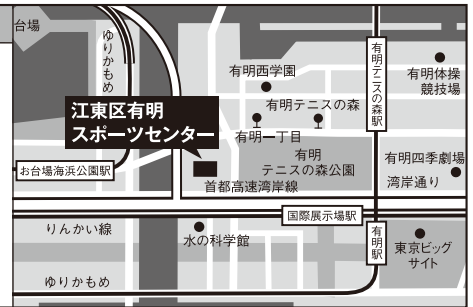 台場
ゆりかもめ
有明テニスの森駅
有明西学園
有明体操
競技場
江東区有明
スポーツセンター
有明テニスの森
有明一丁目
有明
テニスの森公園
有明四季劇場
お台場海浜公園駅
首都高速湾岸線
湾岸通り
国際展示場駅
りんかい線
水の科学館
有明駅
東京ビッグ
サイト
ゆりかもめ